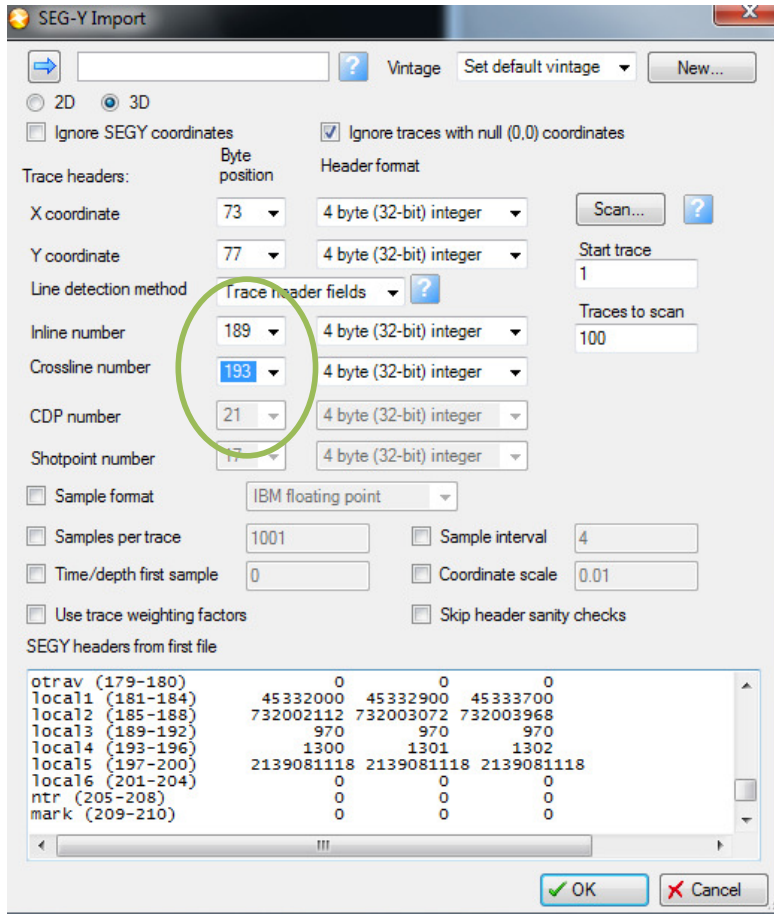 SEG-Y Import
Vintage Set default vintage New...
2D 3D
Ignore SEGY coordinates Ignore traces with null (0,0) coordinates
Trace headers: Byte position Header format
X coordinate 73 4 byte (32-bit) integer Scan... ?
Y coordinate 77 4 byte (32-bit) integer Start trace
1
Line detection method Trace header fields ?
Traces to scan
Inline number 189 4 byte (32-bit) integer 100
Crossline number 193 4 byte (32-bit) integer
CDP number 21 4 byte (32-bit) integer
Shotpoint number 17 4 byte (32-bit) integer
Sample format IBM floating point
Samples per trace 1001 Sample interval 4
Time/depth first sample 0 Coordinate scale 0.01
Use trace weighting factors Skip header sanity checks
SEGY headers from first file
otrav (179-180) 0 0 0
local1 (181-184) 45332000 45332900 45333700
local2 (185-188) 732002112 732003072 732003968
local3 (189-192) 970 970 970
local4 (193-196) 1300 1301 1302
local5 (197-200) 2139081118 2139081118 2139081118
local6 (201-204) 0 0 0
ntr (205-208) 0 0 0
mark (209-210) 0 0 0
OK Cancel